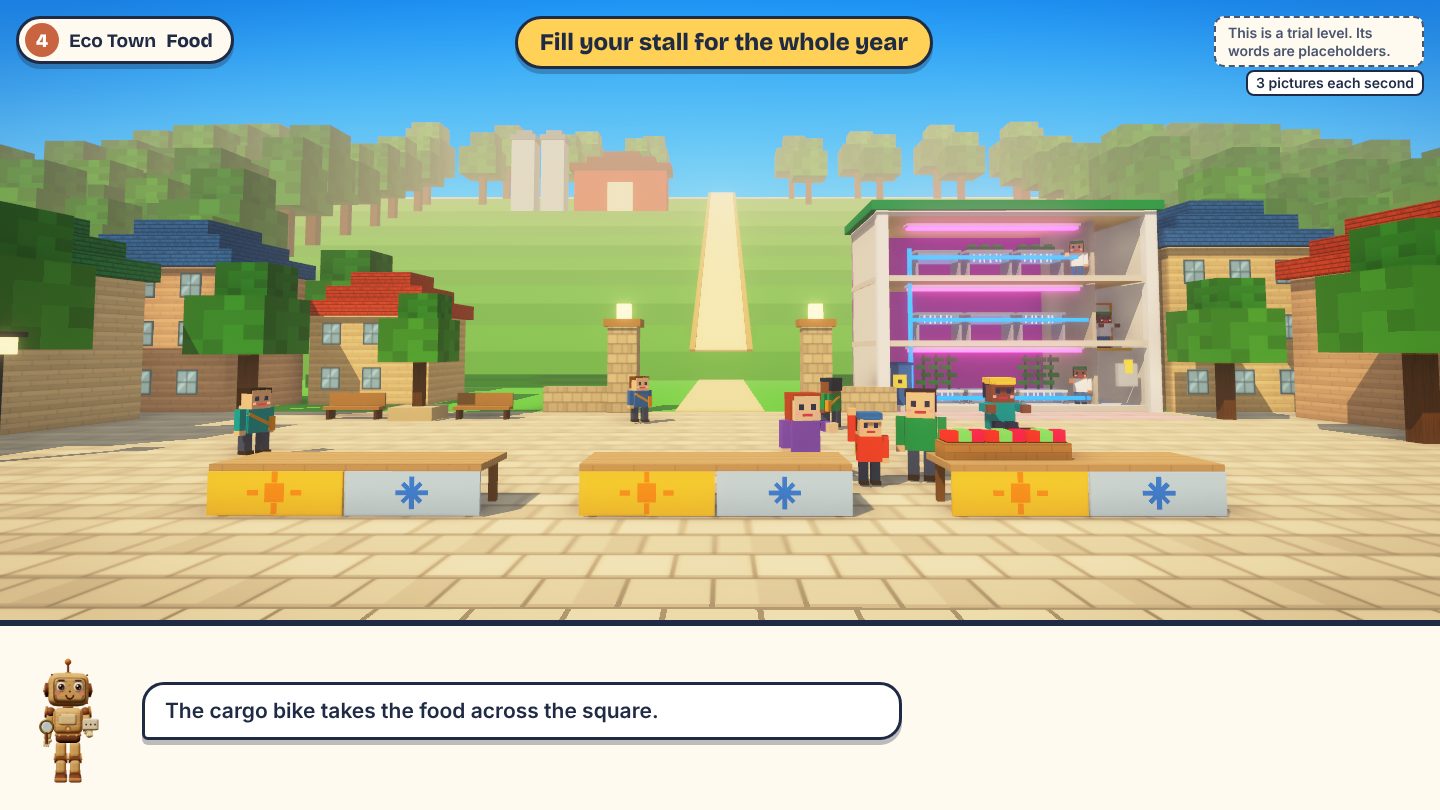 4 Eco Town Food
Fill your stall for the whole year
This is a trial level. Its
words are placeholders.
3 pictures each second
The cargo bike takes the food across the square.